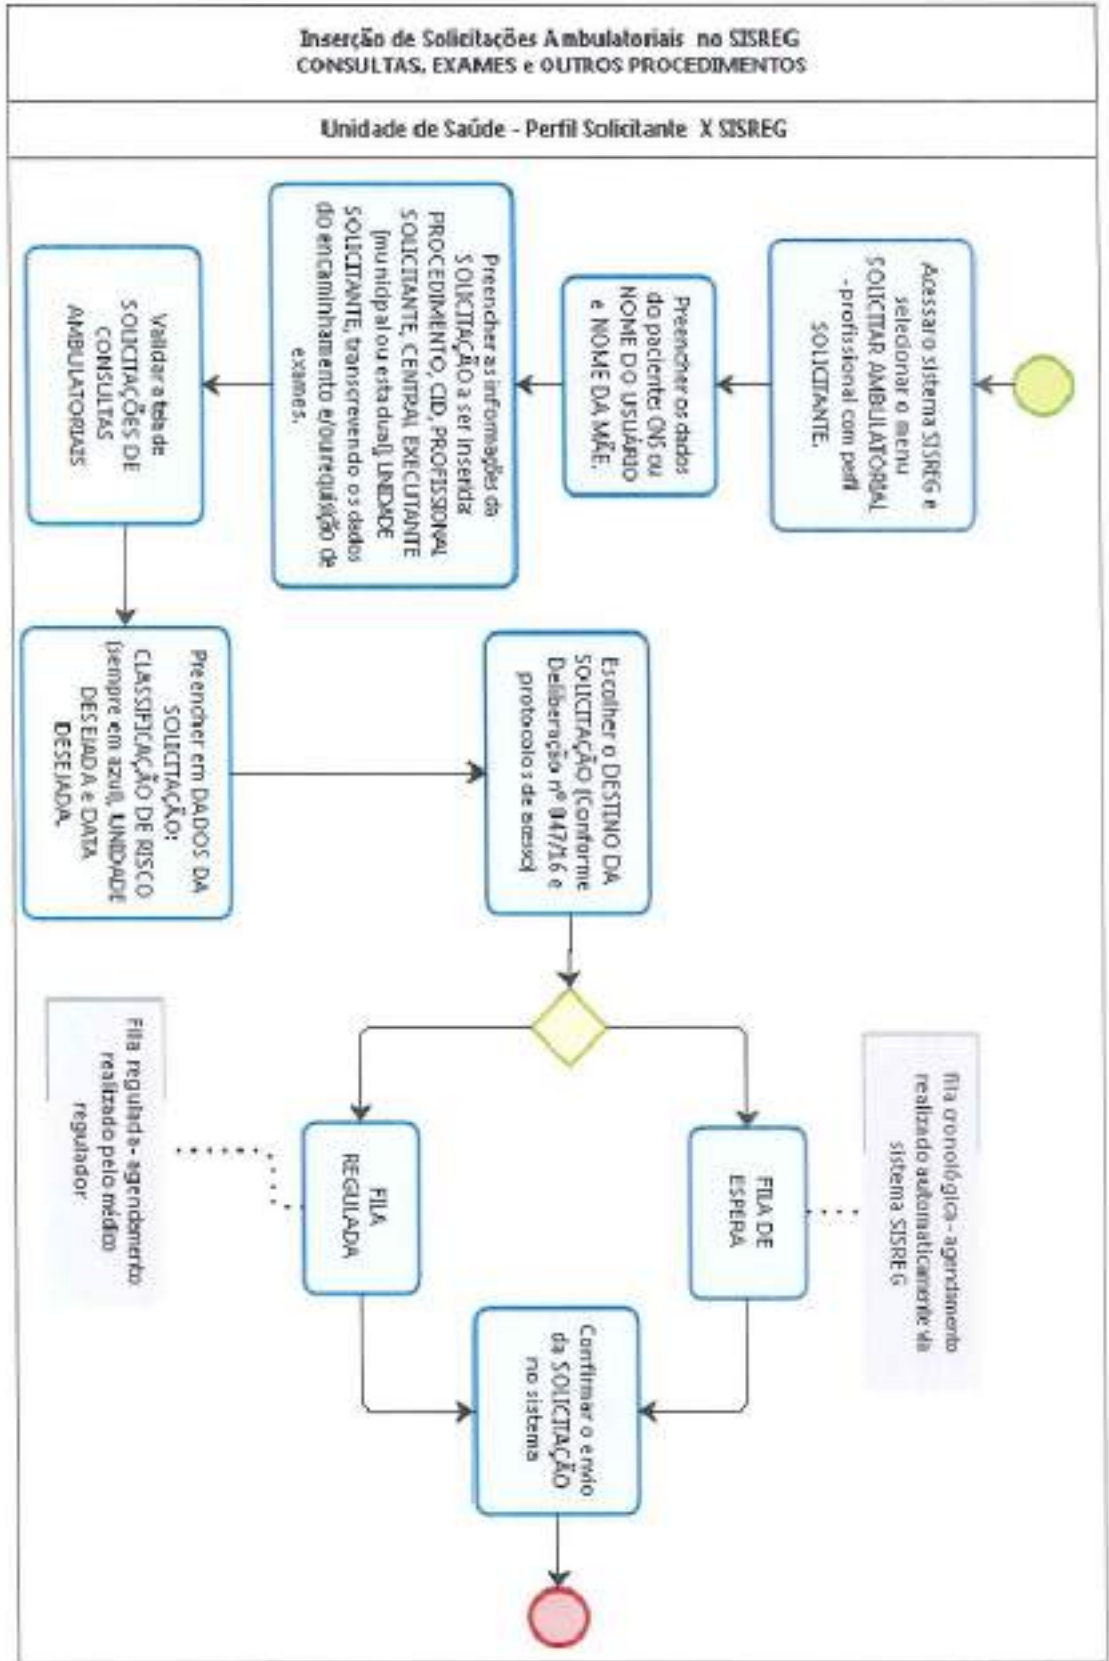 Inserção de Solicitações Ambulatoriais no SISREG
CONSULTAS, EXAMES e OUTROS PROCEDIMENTOS
Unidade de Saúde - Perfil Solicitante X SISREG
Acessaro sistema SISREG e
selecionar o menu
SOLICITAR AMBULATORIAL
- profissional com perfil
SOLICITANTE.
Preencher os dados
do paciente: CNS ou
NOME DO USUÁRIO
e NOME DA MÃE.
Preencher as informações da
SOLICITAÇÃO a ser inserida:
PROCEDIMENTO, CID, PROFISSIONAL
SOLICITANTE, CENTRAL EXECUTANTE
(municipal ou estadual), UNIDADE
SOLICITANTE, transcrevendo os dados
do encaminhamento e/ou requisição de
exames.
Validar a tela de
SOLICITAÇÕES DE
CONSULTAS
AMBULATORIAIS
Preencher em DADOS DA
SOLICITAÇÃO:
CLASSIFICAÇÃO DE RISCO
(sempre em azul), UNIDADE
DESEJADA e DATA
DESEJADA.
Escolher o DESTINO DA
SOLICITAÇÃO (Conforme
Deliberação nº 047/16 e
protocolos de acesso)
fila cronológica - agendamento
realizado automaticamente via
sistema SISREG
FILA DE
ESPERA
FILA
REGULADA
Fila regulada- agendamento
realizado pelo médico
regulador
Confirmar o envio
da SOLICITAÇÃO
no sistema